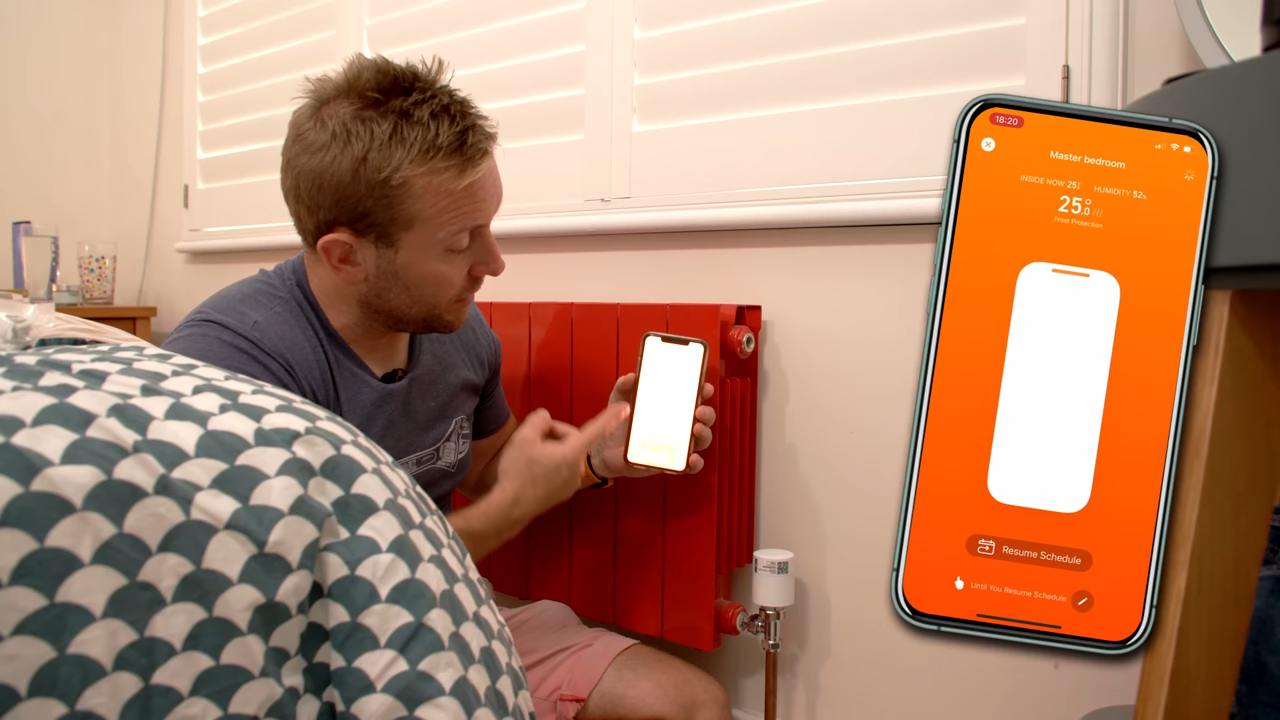 18:20
Master bedroom
INSIDE NOW 25° HUMIDITY 52%
25.0°
Frost Protection
Resume Schedule
Until You Resume Schedule